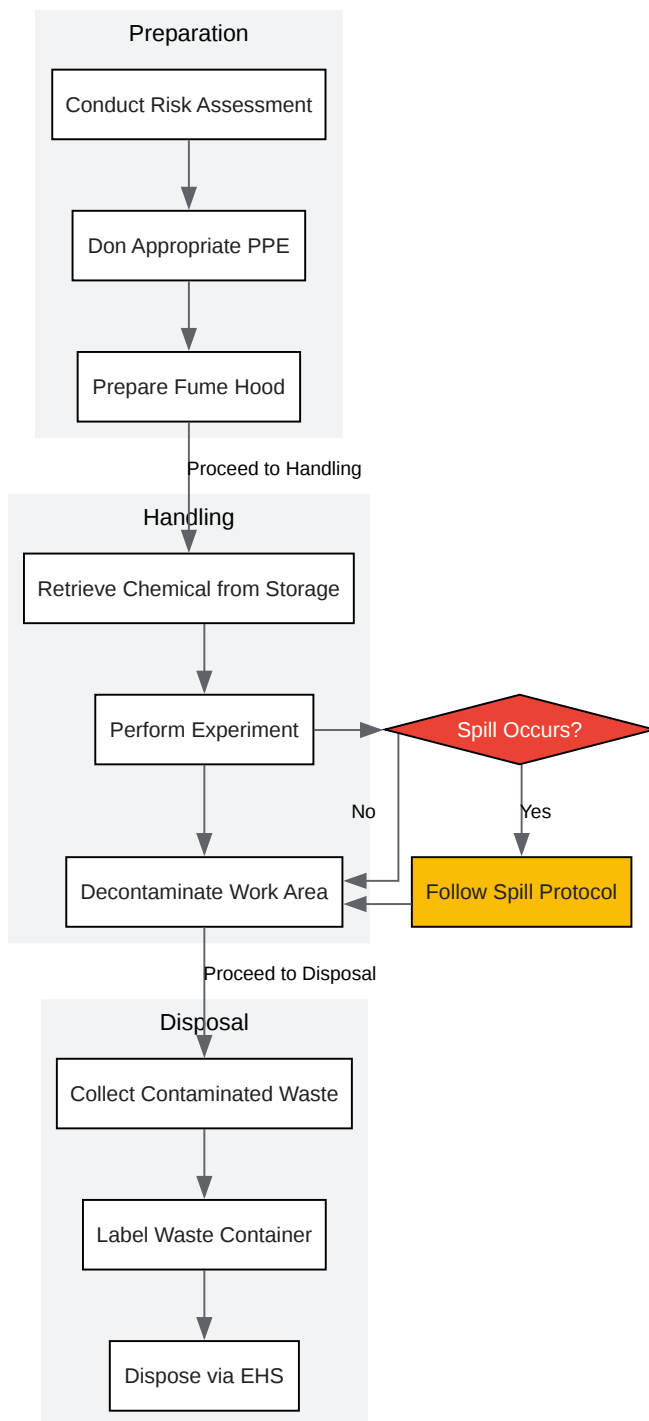 Preparation
Conduct Risk Assessment
Don Appropriate PPE
Prepare Fume Hood
Proceed to Handling
Handling
Retrieve Chemical from Storage
Perform Experiment
Spill Occurs?
No
Yes
Decontaminate Work Area
Follow Spill Protocol
Proceed to Disposal
Disposal
Collect Contaminated Waste
Label Waste Container
Dispose via EHS